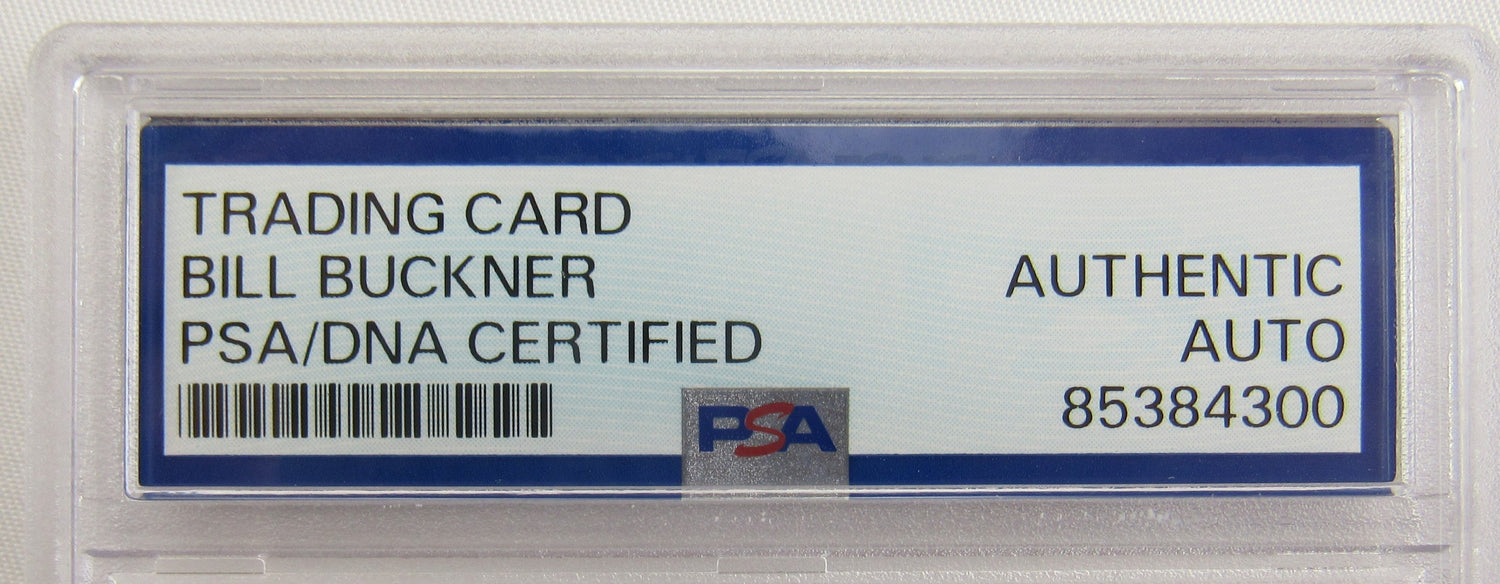 TRADING CARD
BILL BUCKNER
AUTHENTIC
PSA/DNA CERTIFIED
AUTO
85384300
PSA